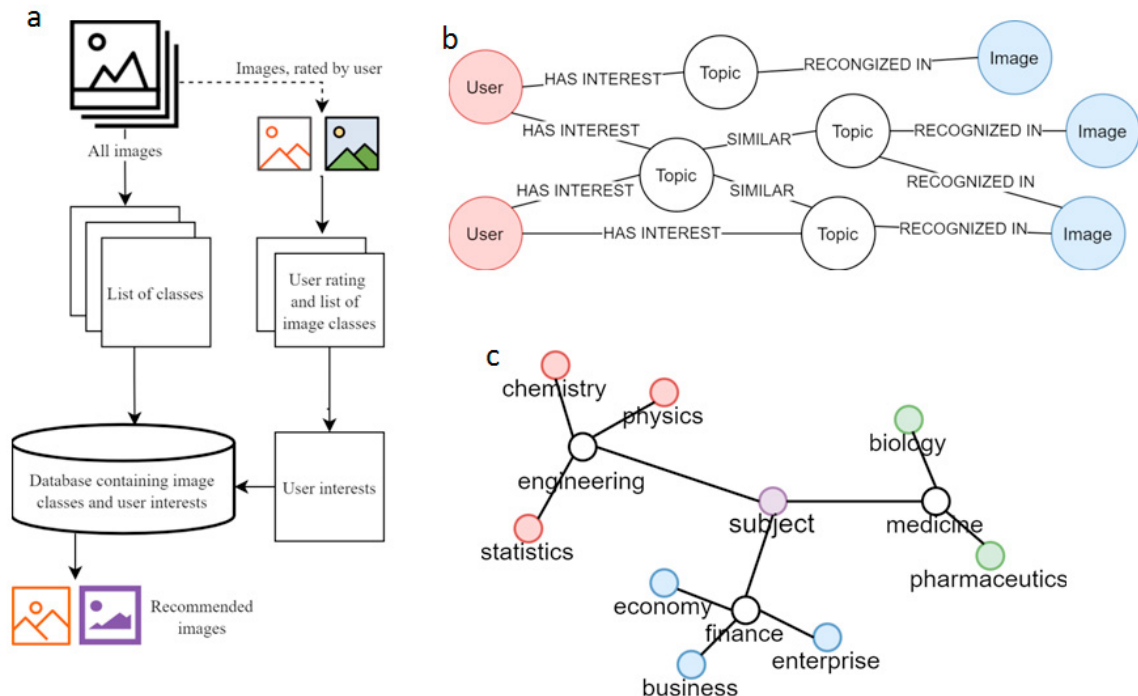 a
Images, rated by user
All images
List of classes
User rating
and list of
image classes
Database containing image
classes and user interests
User interests
Recommended
images
b
User
HAS INTEREST
Topic
RECONGIZED IN
Image
HAS INTEREST
SIMILAR
Topic
RECOGNIZED IN
Image
Topic
HAS INTEREST
SIMILAR
RECOGNIZED IN
User
HAS INTEREST
Topic
RECOGNIZED IN
Image
c
chemistry
physics
engineering
statistics
biology
subject
medicine
pharmaceutics
economy
finance
enterprise
business